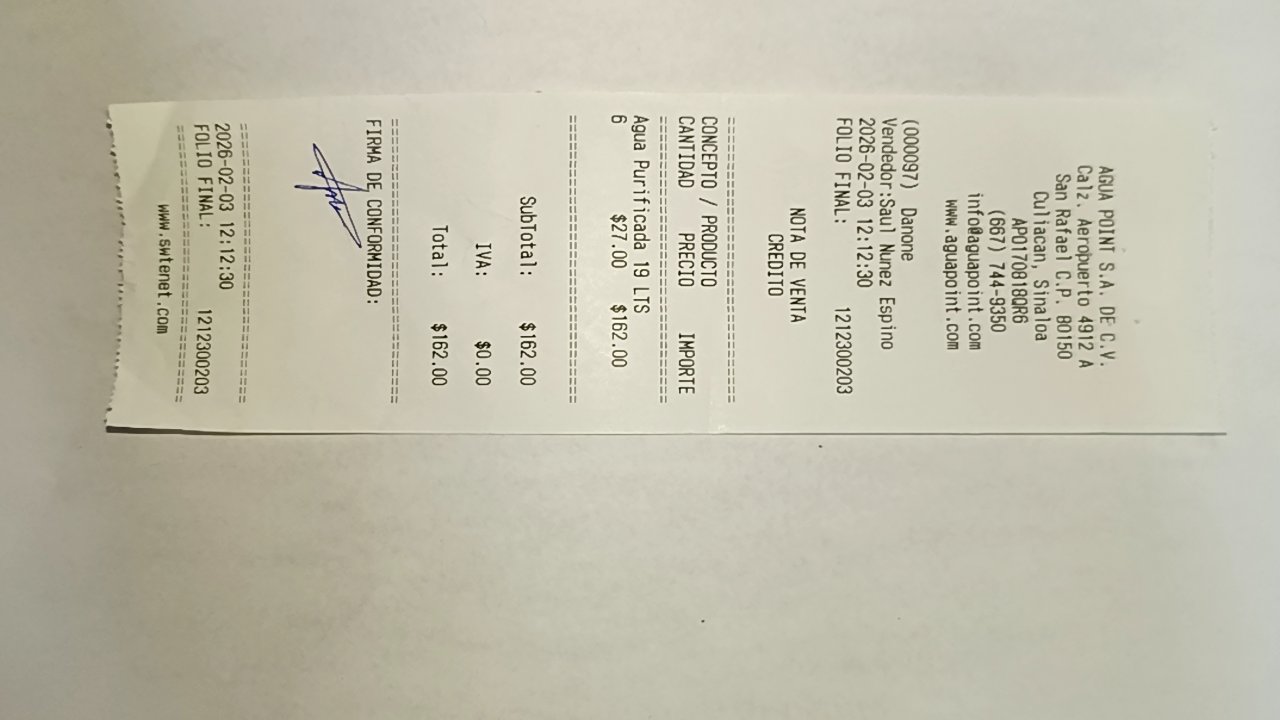 AGUA POINT S.A. DE C.V.
Calz. Aeropuerto 4912 A
San Rafael C.P. 80150
Culiacan, Sinaloa
APO170818QR6
(667) 744-9350
info@aguapoint.com
www.aguapoint.com
NOTA DE VENTA
CREDITO
(000097) Danone
Vendedor:Saul Nunez Espino
2026-02-03 12:12:30
FOLIO FINAL: 1212300203
CONCEPTO / PRODUCTO
CANTIDAD PRECIO IMPORTE
Agua Purificada 19 LTS
6 $27.00 $162.00
SubTotal: $162.00
IVA: $0.00
Total: $162.00
FIRMA DE CONFORMIDAD:
2026-02-03 12:12:30
FOLIO FINAL: 1212300203
www.swtenet.com